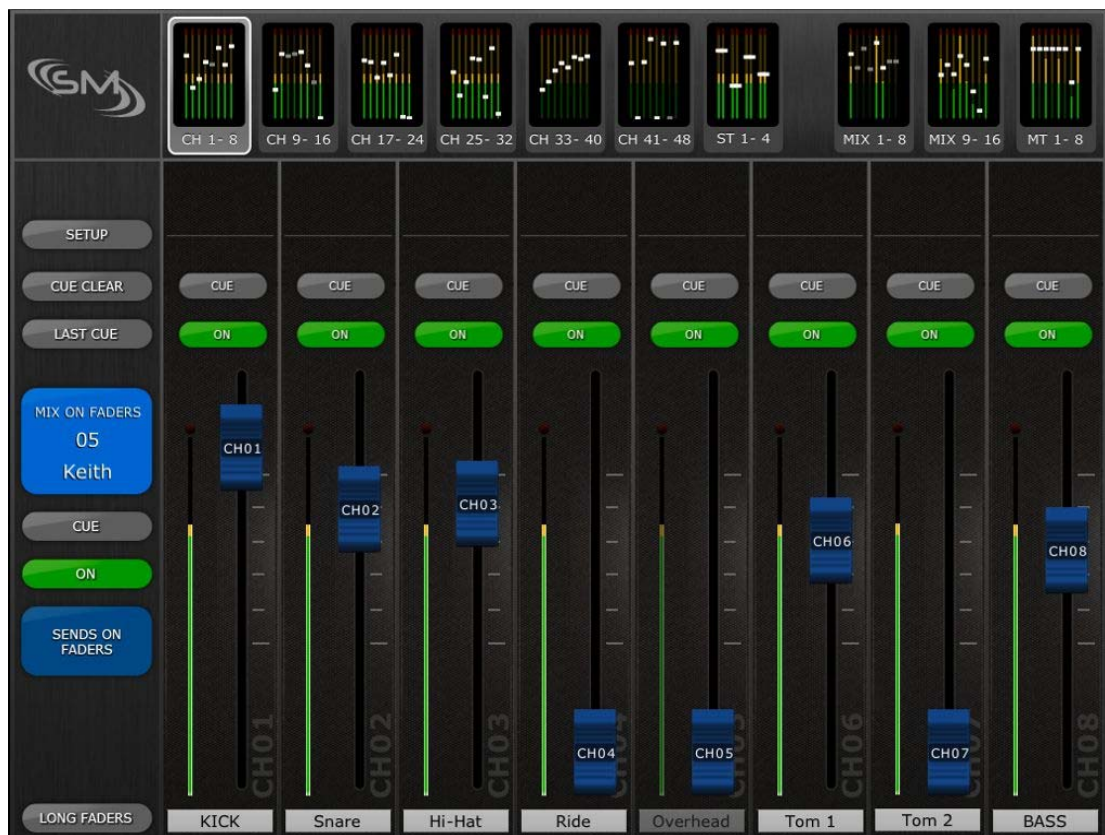 SM
CH 1- 8 CH 9- 16 CH 17- 24 CH 25- 32 CH 33- 40 CH 41- 48 ST 1- 4 MIX 1- 8 MIX 9- 16 MT 1- 8
SETUP
CUE CLEAR CUE CUE CUE CUE CUE CUE CUE CUE
LAST CUE ON ON ON ON ON ON ON ON
MIX ON FADERS
05
Keith
CUE
ON
SENDS ON
FADERS
CH01 CH02 CH03 CH04 CH05 CH06 CH07 CH08
CH01 CH02 CH03 CH04 CH05 CH06 CH07 CH08
LONG FADERS KICK Snare Hi-Hat Ride Overhead Tom 1 Tom 2 BASS